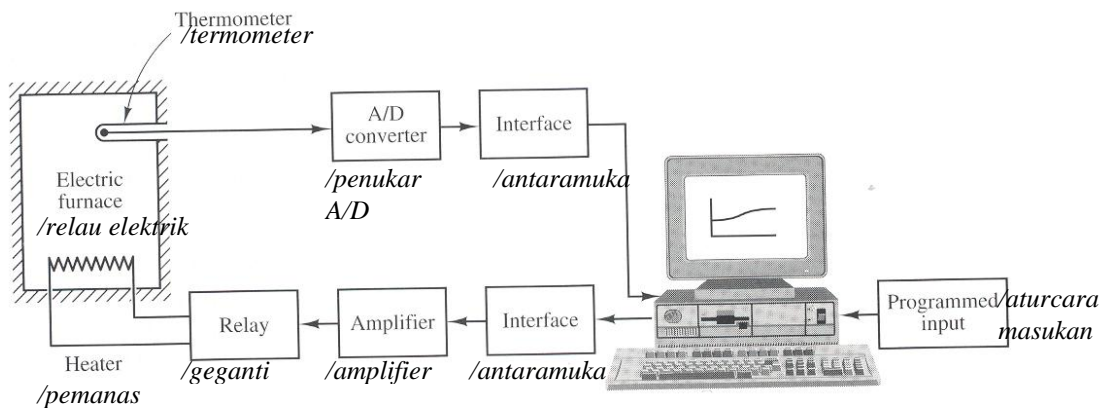 Thermometer
/termometer
A/D
converter
Interface
/penukar
A/D
/antaramuka
Electric
furnace
/relau elektrik
Relay
Amplifier
Interface
Programmed
input
/aturcara
masukan
Heater
/pemanas
/geganti
/amplifier
/antaramuka